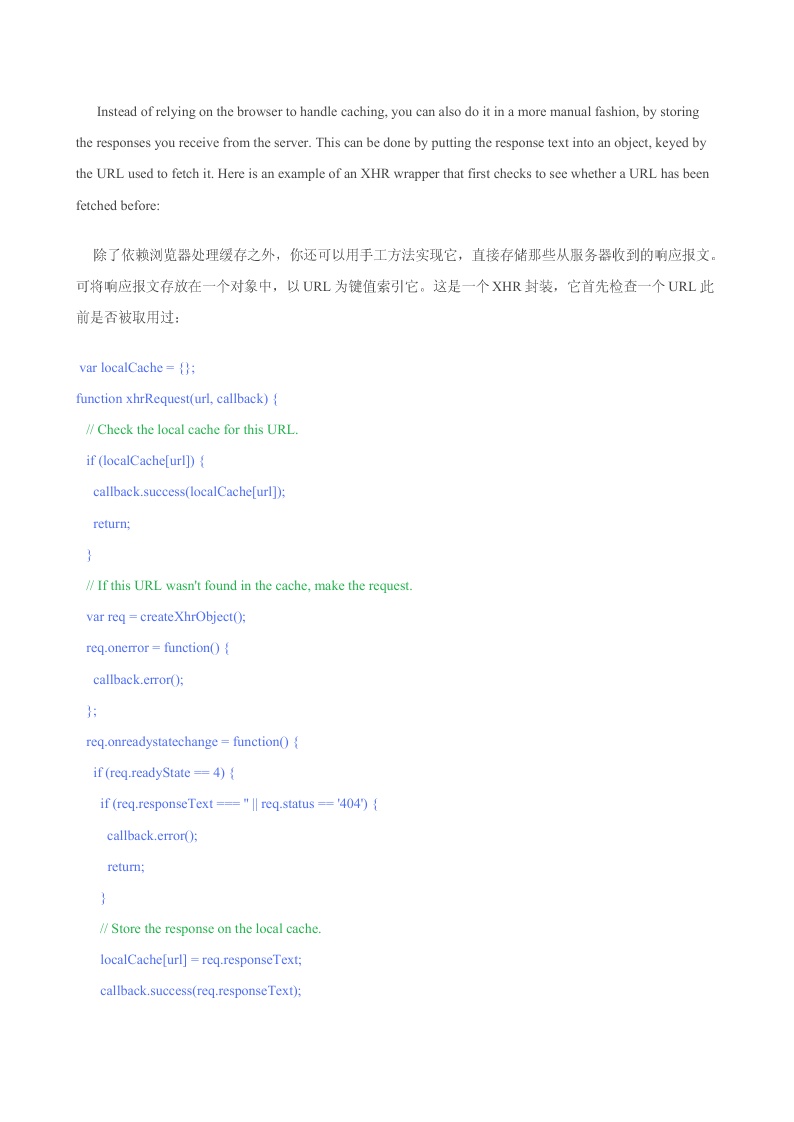 Instead of relying on the browser to handle caching, you can also do it in a more manual fashion, by storing
the responses you receive from the server. This can be done by putting the response text into an object, keyed by
the URL used to fetch it. Here is an example of an XHR wrapper that first checks to see whether a URL has been
fetched before:
除了依赖浏览器处理缓存之外，你还可以用手工方法实现它，直接存储那些从服务器收到的响应报文。
可将响应报文存放在一个对象中，以 URL 为键值索引它。这是一个 XHR 封装，它首先检查一个 URL 此
前是否被取用过：
var localCache = {};
function xhrRequest(url, callback) {
// Check the local cache for this URL.
if (localCache[url]) {
callback.success(localCache[url]);
return;
}
// If this URL wasn't found in the cache, make the request.
var req = createXhrObject();
req.onerror = function() {
callback.error();
};
req.onreadystatechange = function() {
if (req.readyState == 4) {
if (req.responseText === '' || req.status == '404') {
callback.error();
return;
}
// Store the response on the local cache.
localCache[url] = req.responseText;
callback.success(req.responseText);